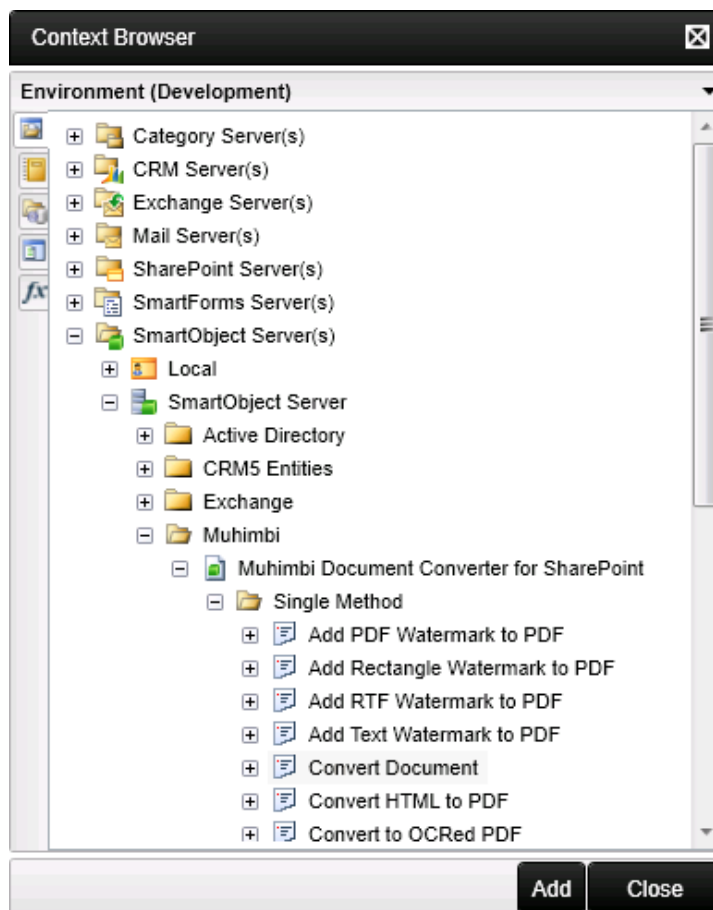 Context Browser
Environment (Development)
Category Server(s)
CRM Server(s)
Exchange Server(s)
Mail Server(s)
SharePoint Server(s)
fx
SmartForms Server(s)
SmartObject Server(s)
Local
SmartObject Server
Active Directory
CRM5 Entities
Exchange
Muhimbi
Muhimbi Document Converter for SharePoint
Single Method
Add PDF Watermark to PDF
Add Rectangle Watermark to PDF
Add RTF Watermark to PDF
Add Text Watermark to PDF
Convert Document
Convert HTML to PDF
Convert to OCRed PDF
Add Close